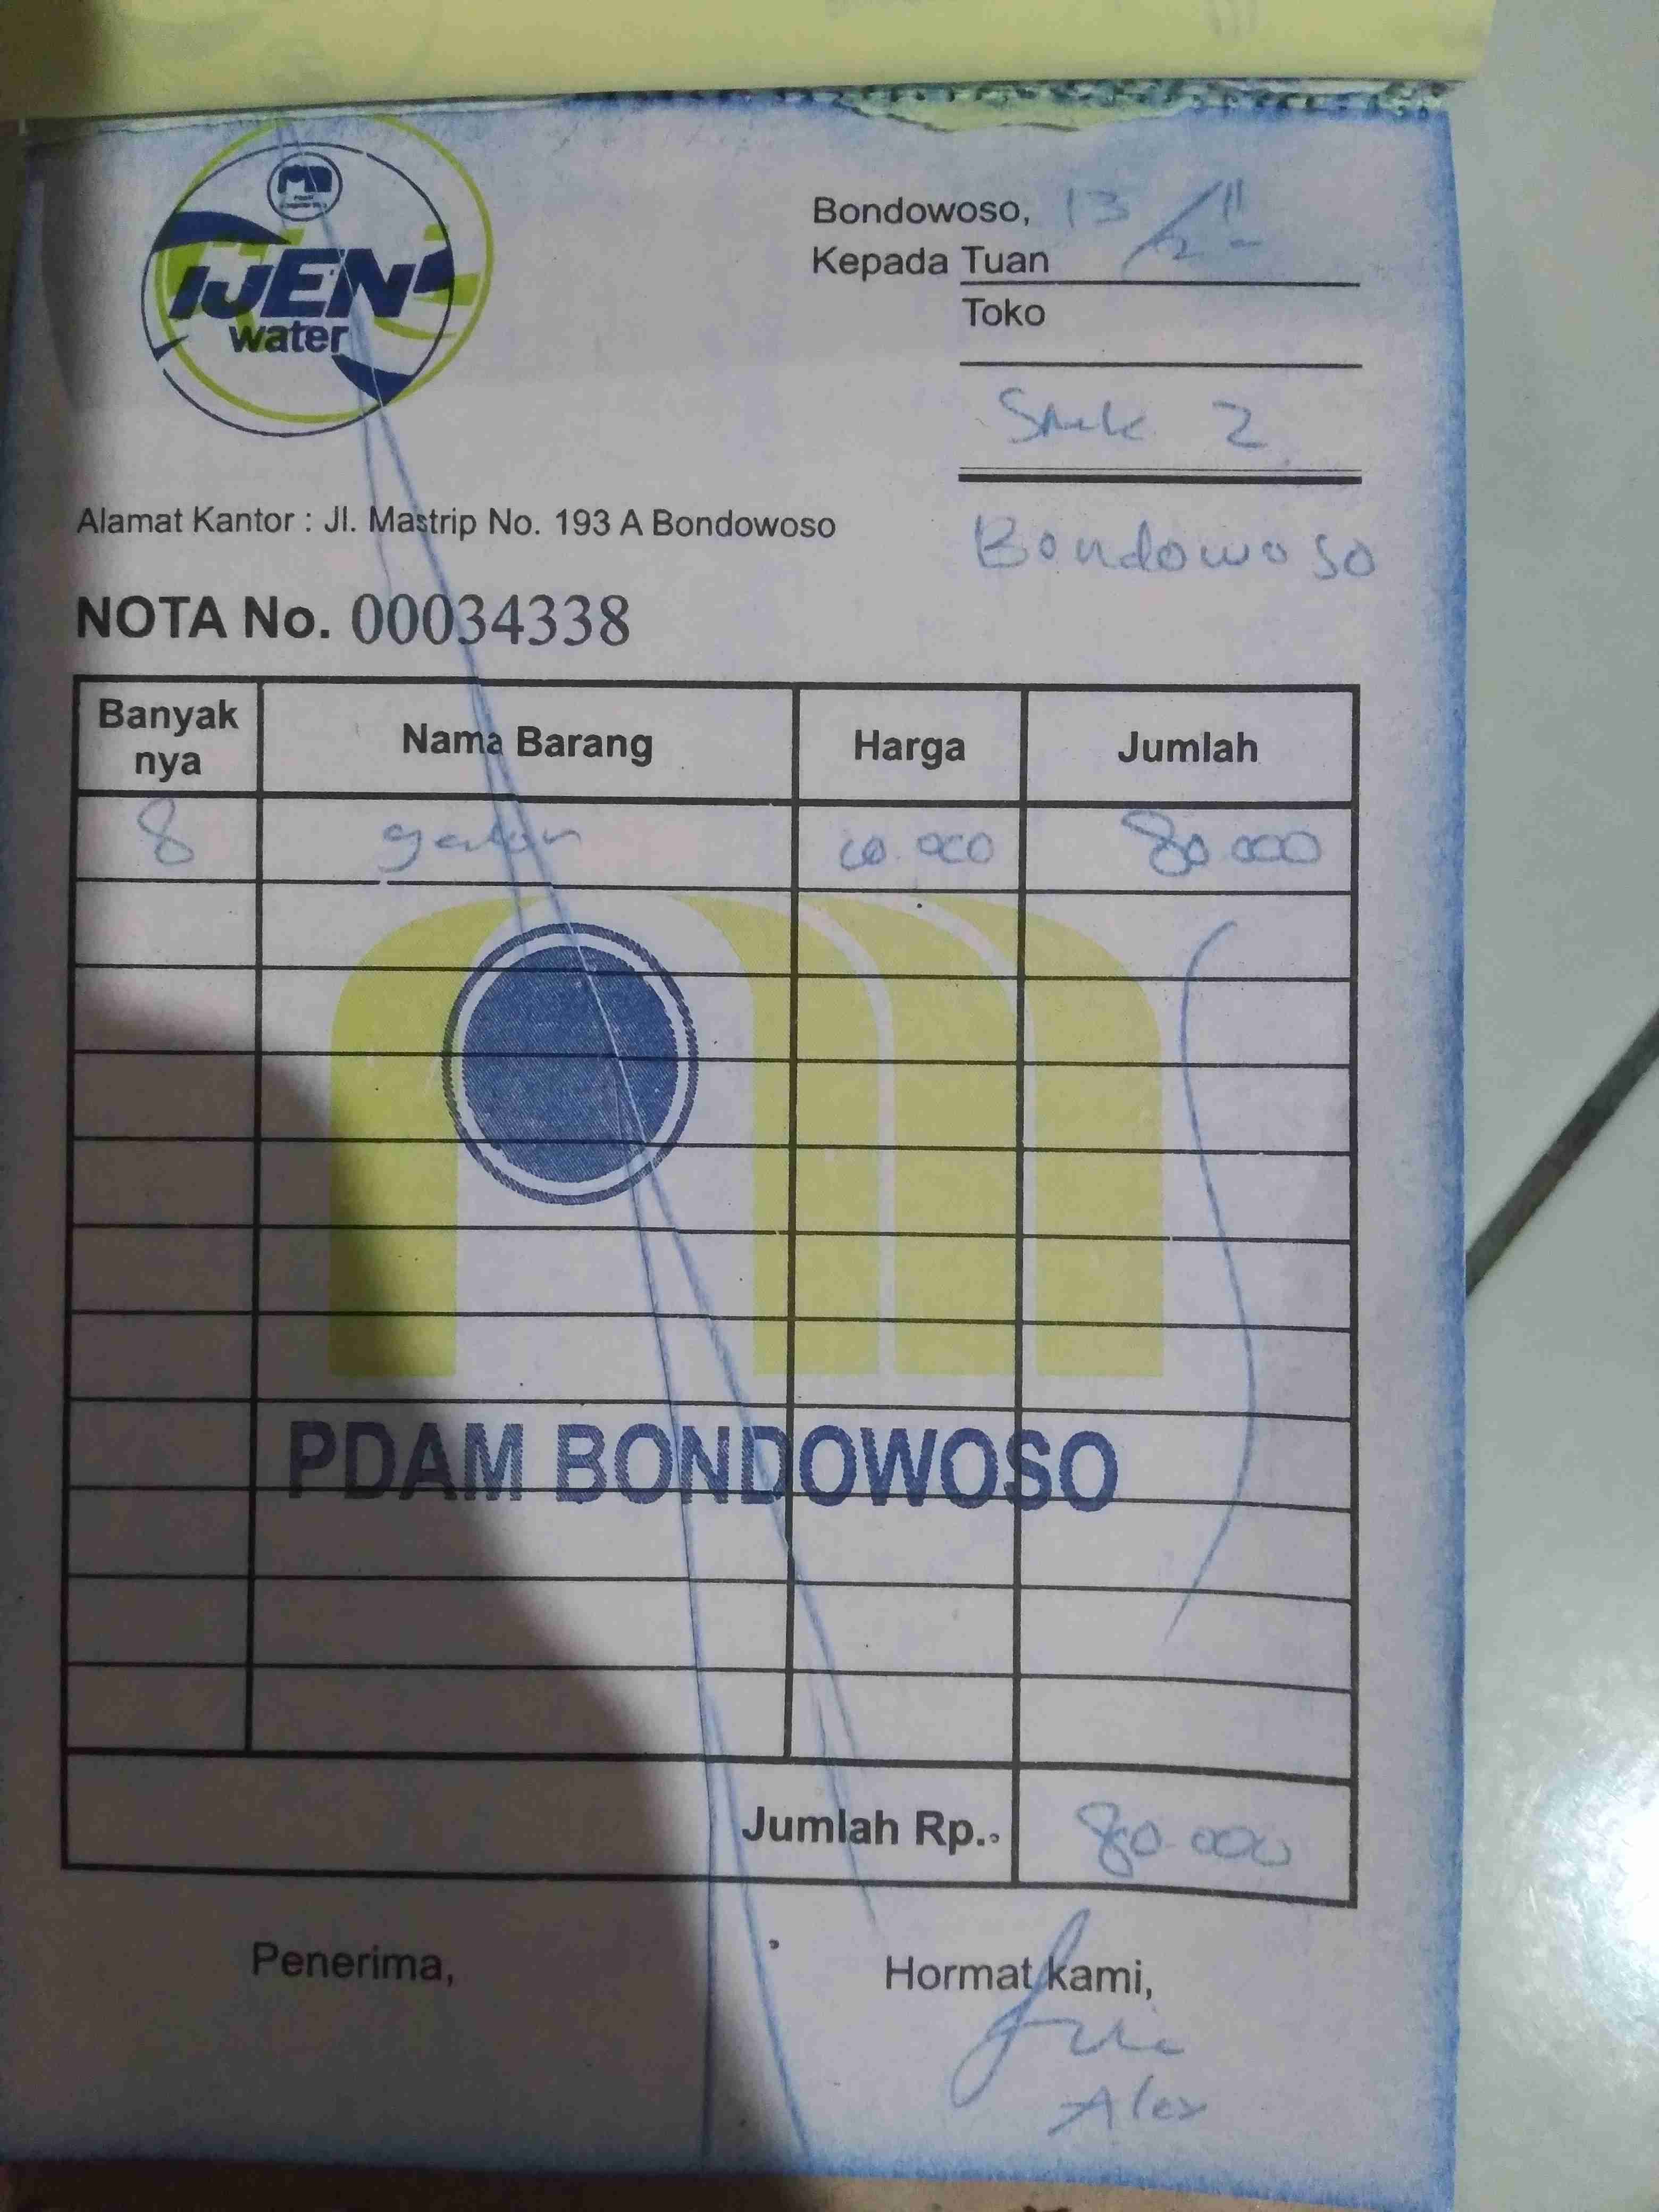 IJEN
water
Bondowoso, 13/11
Kepada Tuan
Toko
Smk 2
Bondowoso
Alamat Kantor : Jl. Mastrip No. 193 A Bondowoso
NOTA No. 00034338
Banyak nya Nama Barang Harga Jumlah
8 galon 10.000 80.000
PDAM BONDOWOSO
Jumlah Rp. 80.000
Penerima, Hormat kami,
Alex